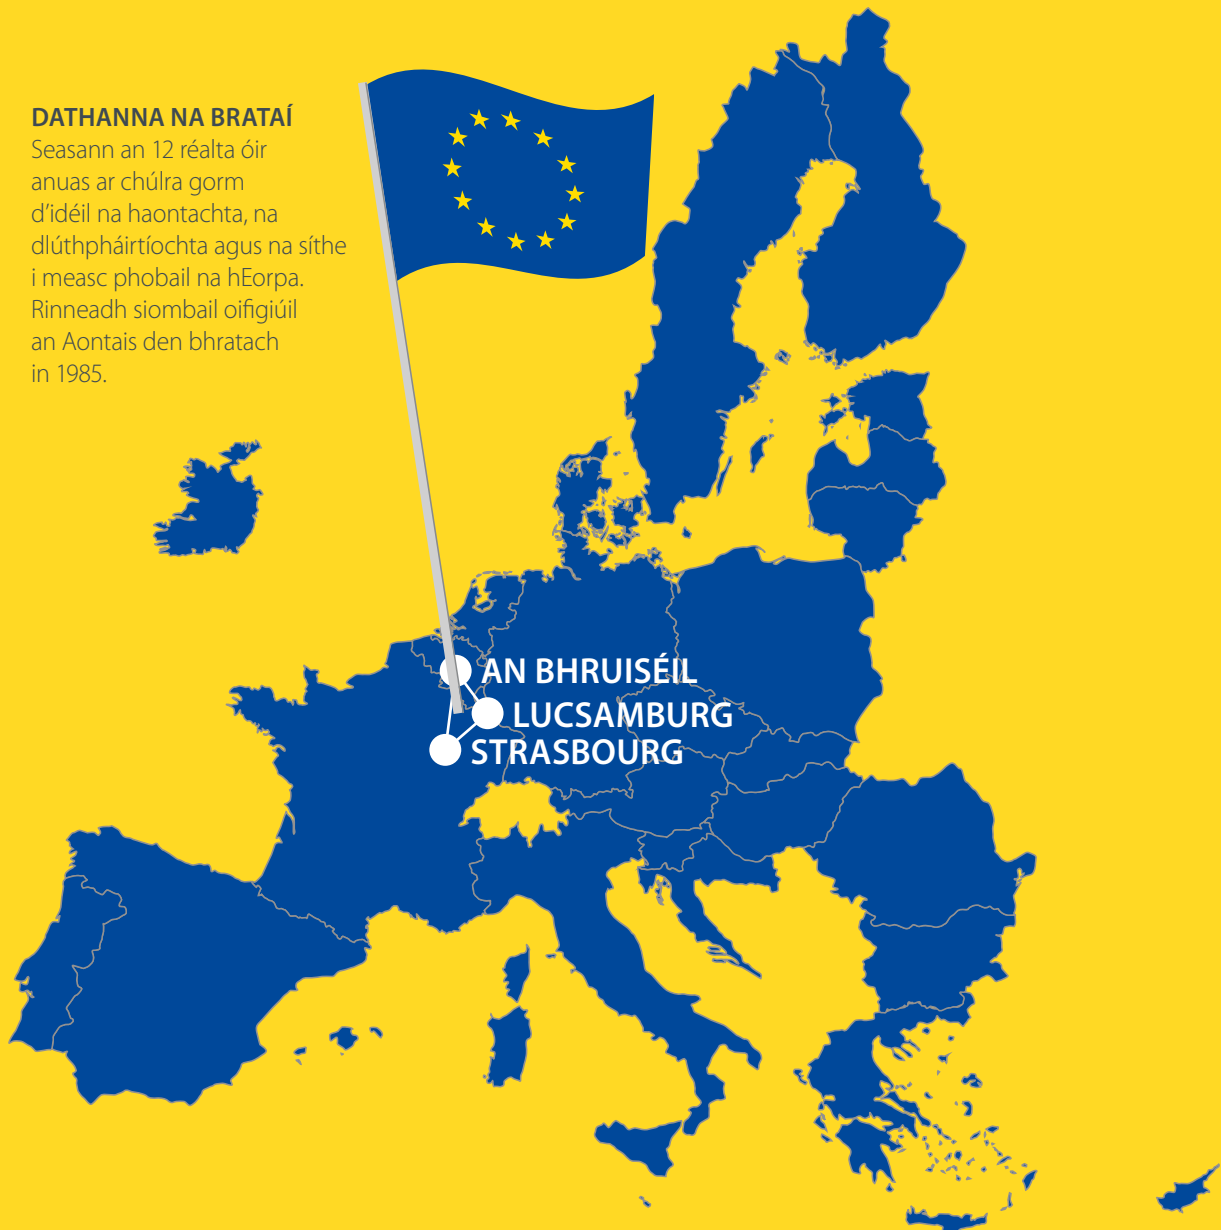 DATHANNA NA BRATAÍ
Seasann an 12 réalta óir
anuas ar chúlra gorm
d’idéil na haontachta, na
dlúthpháirtíochta agus na síthe
i measc phobail na hEorpa.
Rinneadh siombail oifigiúil
an Aontais den bhratach
in 1985.
AN BHRUISÉIL
LUCSAMBURG
STRASBOURG